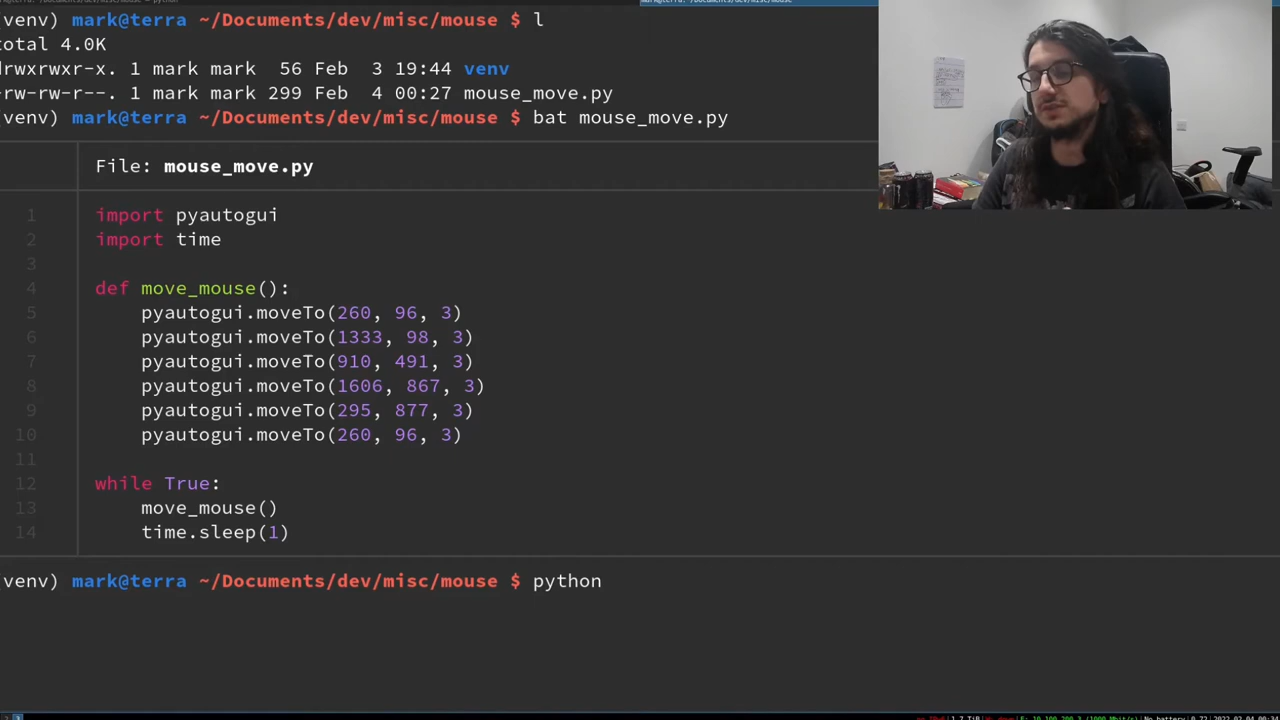 (venv) mark@terra ~/Documents/dev/misc/mouse $ l
total 4.0K
drwxrwxr-x. 1 mark mark  56 Feb  3 19:44 venv
-rw-rw-r--. 1 mark mark 299 Feb  4 00:27 mouse_move.py
(venv) mark@terra ~/Documents/dev/misc/mouse $ bat mouse_move.py
File: mouse_move.py
1 import pyautogui
2 import time
3
4 def move_mouse():
5     pyautogui.moveTo(260, 96, 3)
6     pyautogui.moveTo(1333, 98, 3)
7     pyautogui.moveTo(910, 491, 3)
8     pyautogui.moveTo(1606, 867, 3)
9     pyautogui.moveTo(295, 877, 3)
10     pyautogui.moveTo(260, 96, 3)
11
12 while True:
13     move_mouse()
14     time.sleep(1)
(venv) mark@terra ~/Documents/dev/misc/mouse $ python